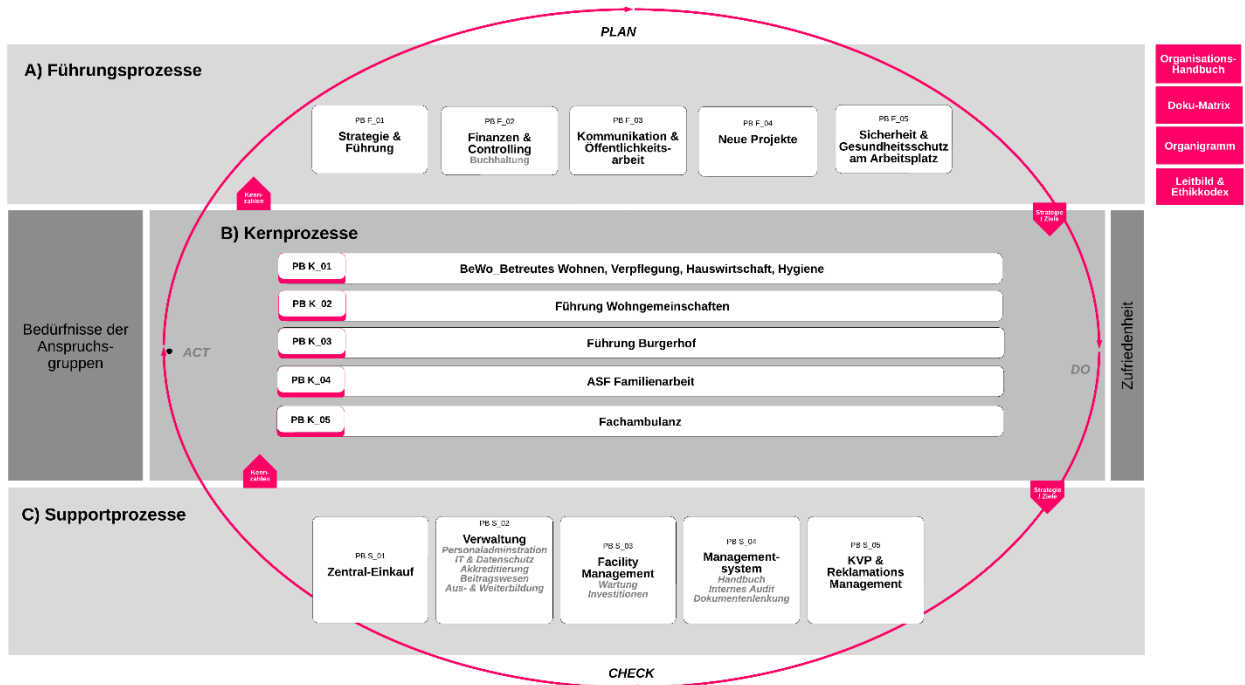 PLAN
A) Führungsprozesse
PB F_01
Strategie &
Führung
PB F_02
Finanzen &
Controlling
Buchhaltung
PB F_03
Kommunikation &
Öffentlichkeits-
arbeit
PB F_04
Neue Projekte
PB F_05
Sicherheit &
Gesundheitsschutz
am Arbeitsplatz
Organisations-
Handbuch
Doku-Matrix
Organigramm
Leitbild &
Ethikkodex
Kenn-
zahlen
Strategie
/ Ziele
Bedürfnisse der
Anspruchs-
gruppen
ACT
B) Kernprozesse
PB K_01
BeWo_Betreutes Wohnen, Verpflegung, Hauswirtschaft, Hygiene
PB K_02
Führung Wohngemeinschaften
PB K_03
Führung Burgerhof
PB K_04
ASF Familienarbeit
PB K_05
Fachambulanz
DO
Zufriedenheit
Kenn-
zahlen
Strategie
/ Ziele
C) Supportprozesse
PB S_01
Zentral-Einkauf
PB S_02
Verwaltung
Personaladminstration
IT & Datenschutz
Akkreditierung
Beitragswesen
Aus- & Weiterbildung
PB S_03
Facility
Management
Wartung
Investitionen
PB S_04
Management-
system
Handbuch
Internes Audit
Dokumentenlenkung
PB S_05
KVP &
Reklamations
Management
CHECK